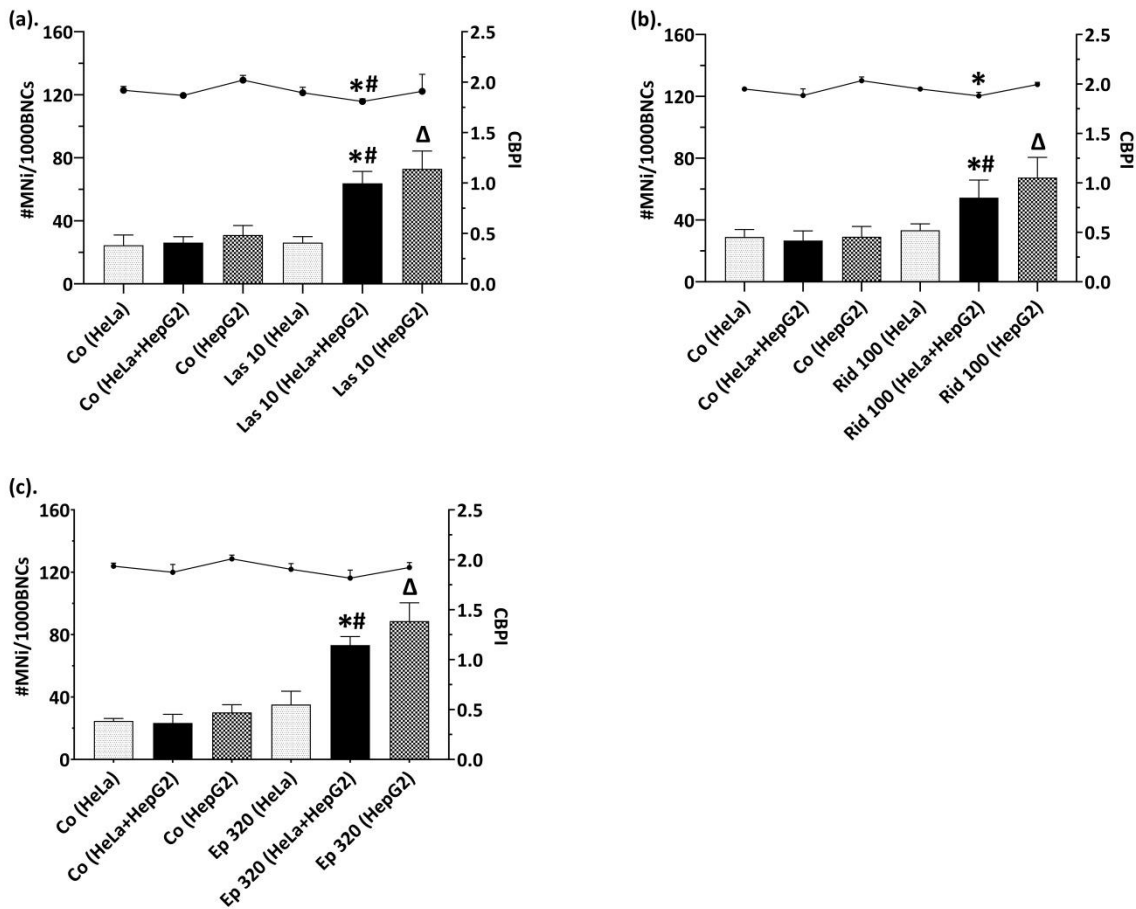 (a).
160
120
80
40
0
#MNi/1000BNCs
2.5
2.0
1.5
1.0
0.5
0.0
CBPI
*#
*#
Δ
Co (HeLa)
Co (HeLa+HepG2)
Co (HepG2)
Las 10 (HeLa)
Las 10 (HeLa+HepG2)
Las 10 (HepG2)
(b).
160
120
80
40
0
#MNi/1000BNCs
2.5
2.0
1.5
1.0
0.5
0.0
CBPI
*
*#
Δ
Co (HeLa)
Co (HeLa+HepG2)
Co (HepG2)
Rid 100 (HeLa)
Rid 100 (HeLa+HepG2)
Rid 100 (HepG2)
(c).
160
120
80
40
0
#MNi/1000BNCs
2.5
2.0
1.5
1.0
0.5
0.0
CBPI
*#
Δ
Co (HeLa)
Co (HeLa+HepG2)
Co (HepG2)
Ep 320 (HeLa)
Ep 320 (HeLa+HepG2)
Ep 320 (HepG2)